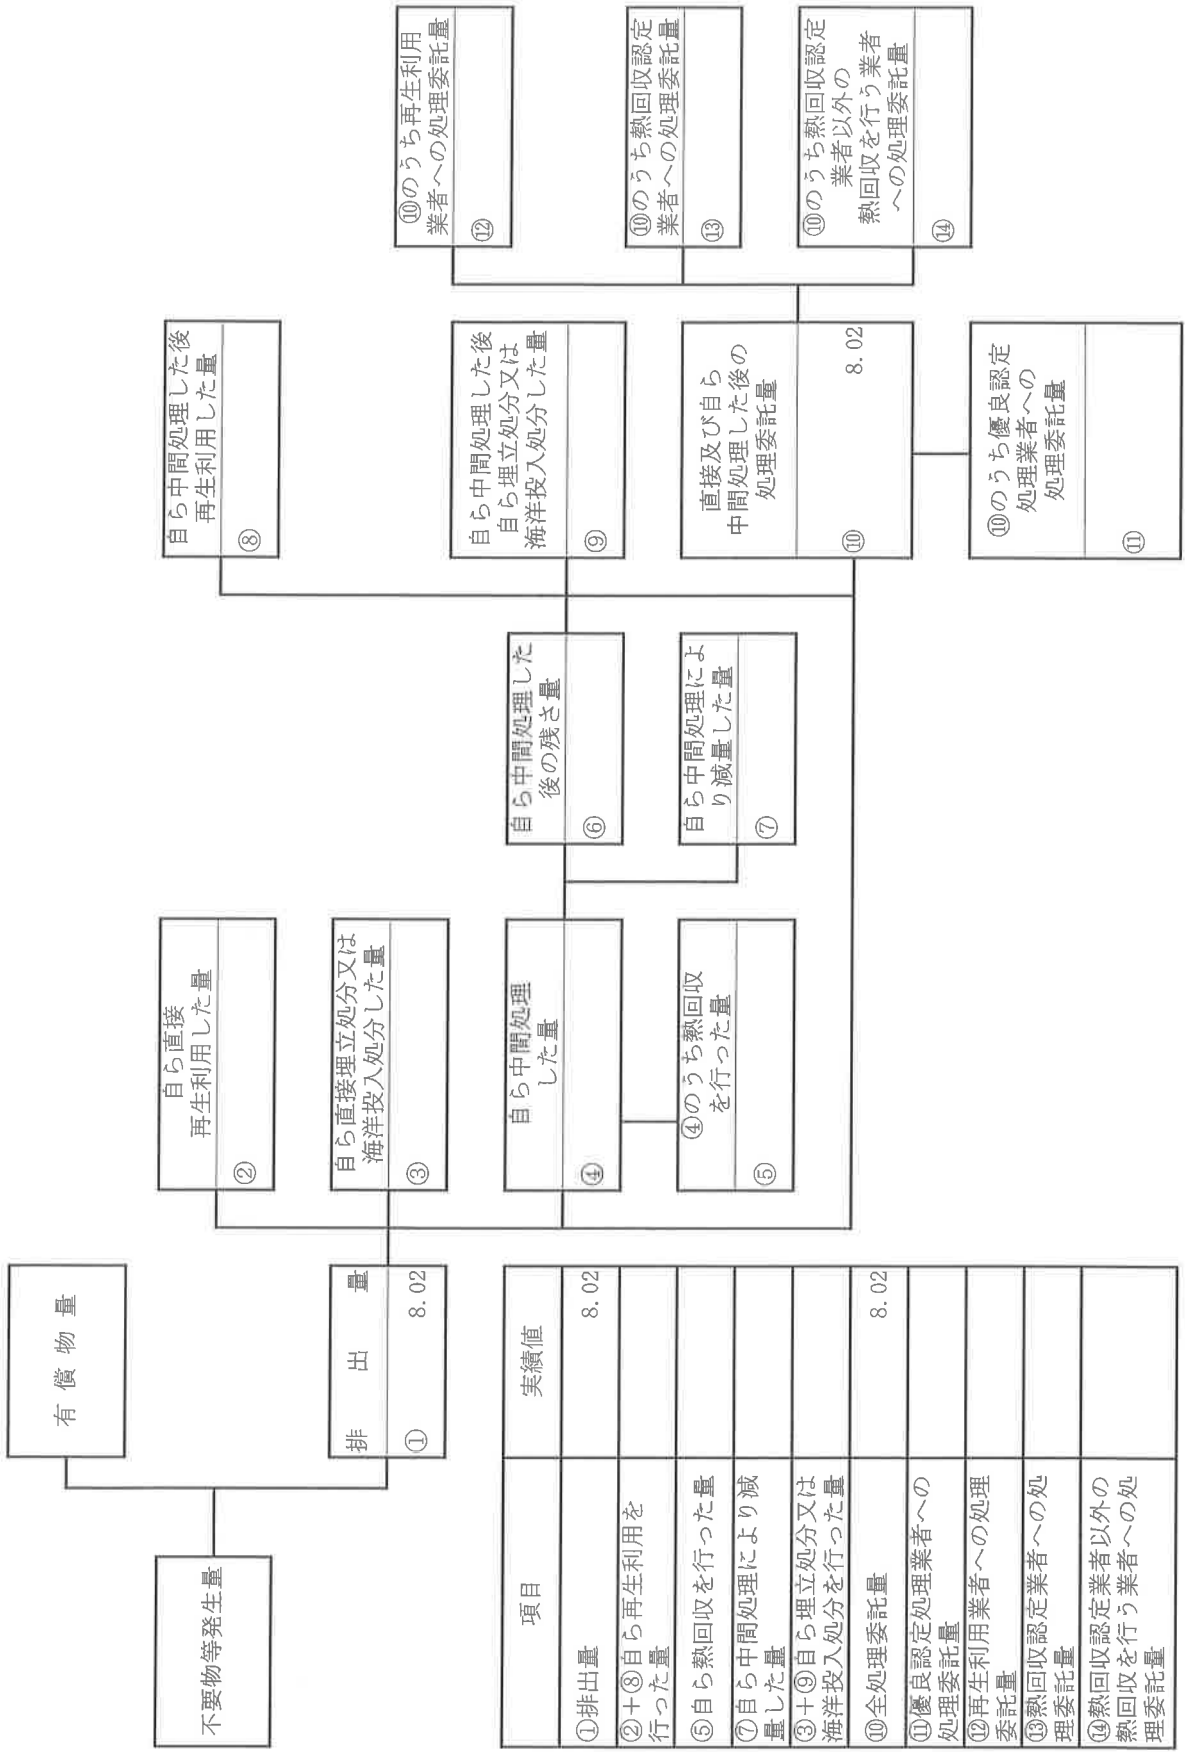 不要物等発生量
有償物量
排出量
① 8.02
自ら直接
再生利用した量
②
自ら直接埋立処分又は
海洋投入処分した量
③
自ら中間処理
した量
④
④のうち熱回収
を行った量
⑤
自ら中間処理した
後の残さ量
⑥
自ら中間処理によ
り減量した量
⑦
自ら中間処理した後
再生利用した量
⑧
自ら中間処理した後
自ら埋立処分又は
海洋投入処分した量
⑨
直接及び自ら
中間処理した後の
処理委託量
⑩ 8.02
⑩のうち優良認定
処理業者への
処理委託量
⑪
⑩のうち再生利用
業者への処理委託量
⑫
⑩のうち熱回収認定
業者への処理委託量
⑬
⑩のうち熱回収認定
業者以外の
熱回収を行う業者
への処理委託量
⑭
項目 実績値
①排出量 8.02
②+⑧自ら再生利用を
行った量
⑤自ら熱回収を行った量
⑦自ら中間処理により減
量した量
③+⑨自ら埋立処分又は
海洋投入処分を行った量
⑩全処理委託量 8.02
⑪優良認定処理業者への
処理委託量
⑫再生利用業者への処理
委託量
⑬熱回収認定業者への処
理委託量
⑭熱回収認定業者以外の
熱回収を行う業者への処
理委託量